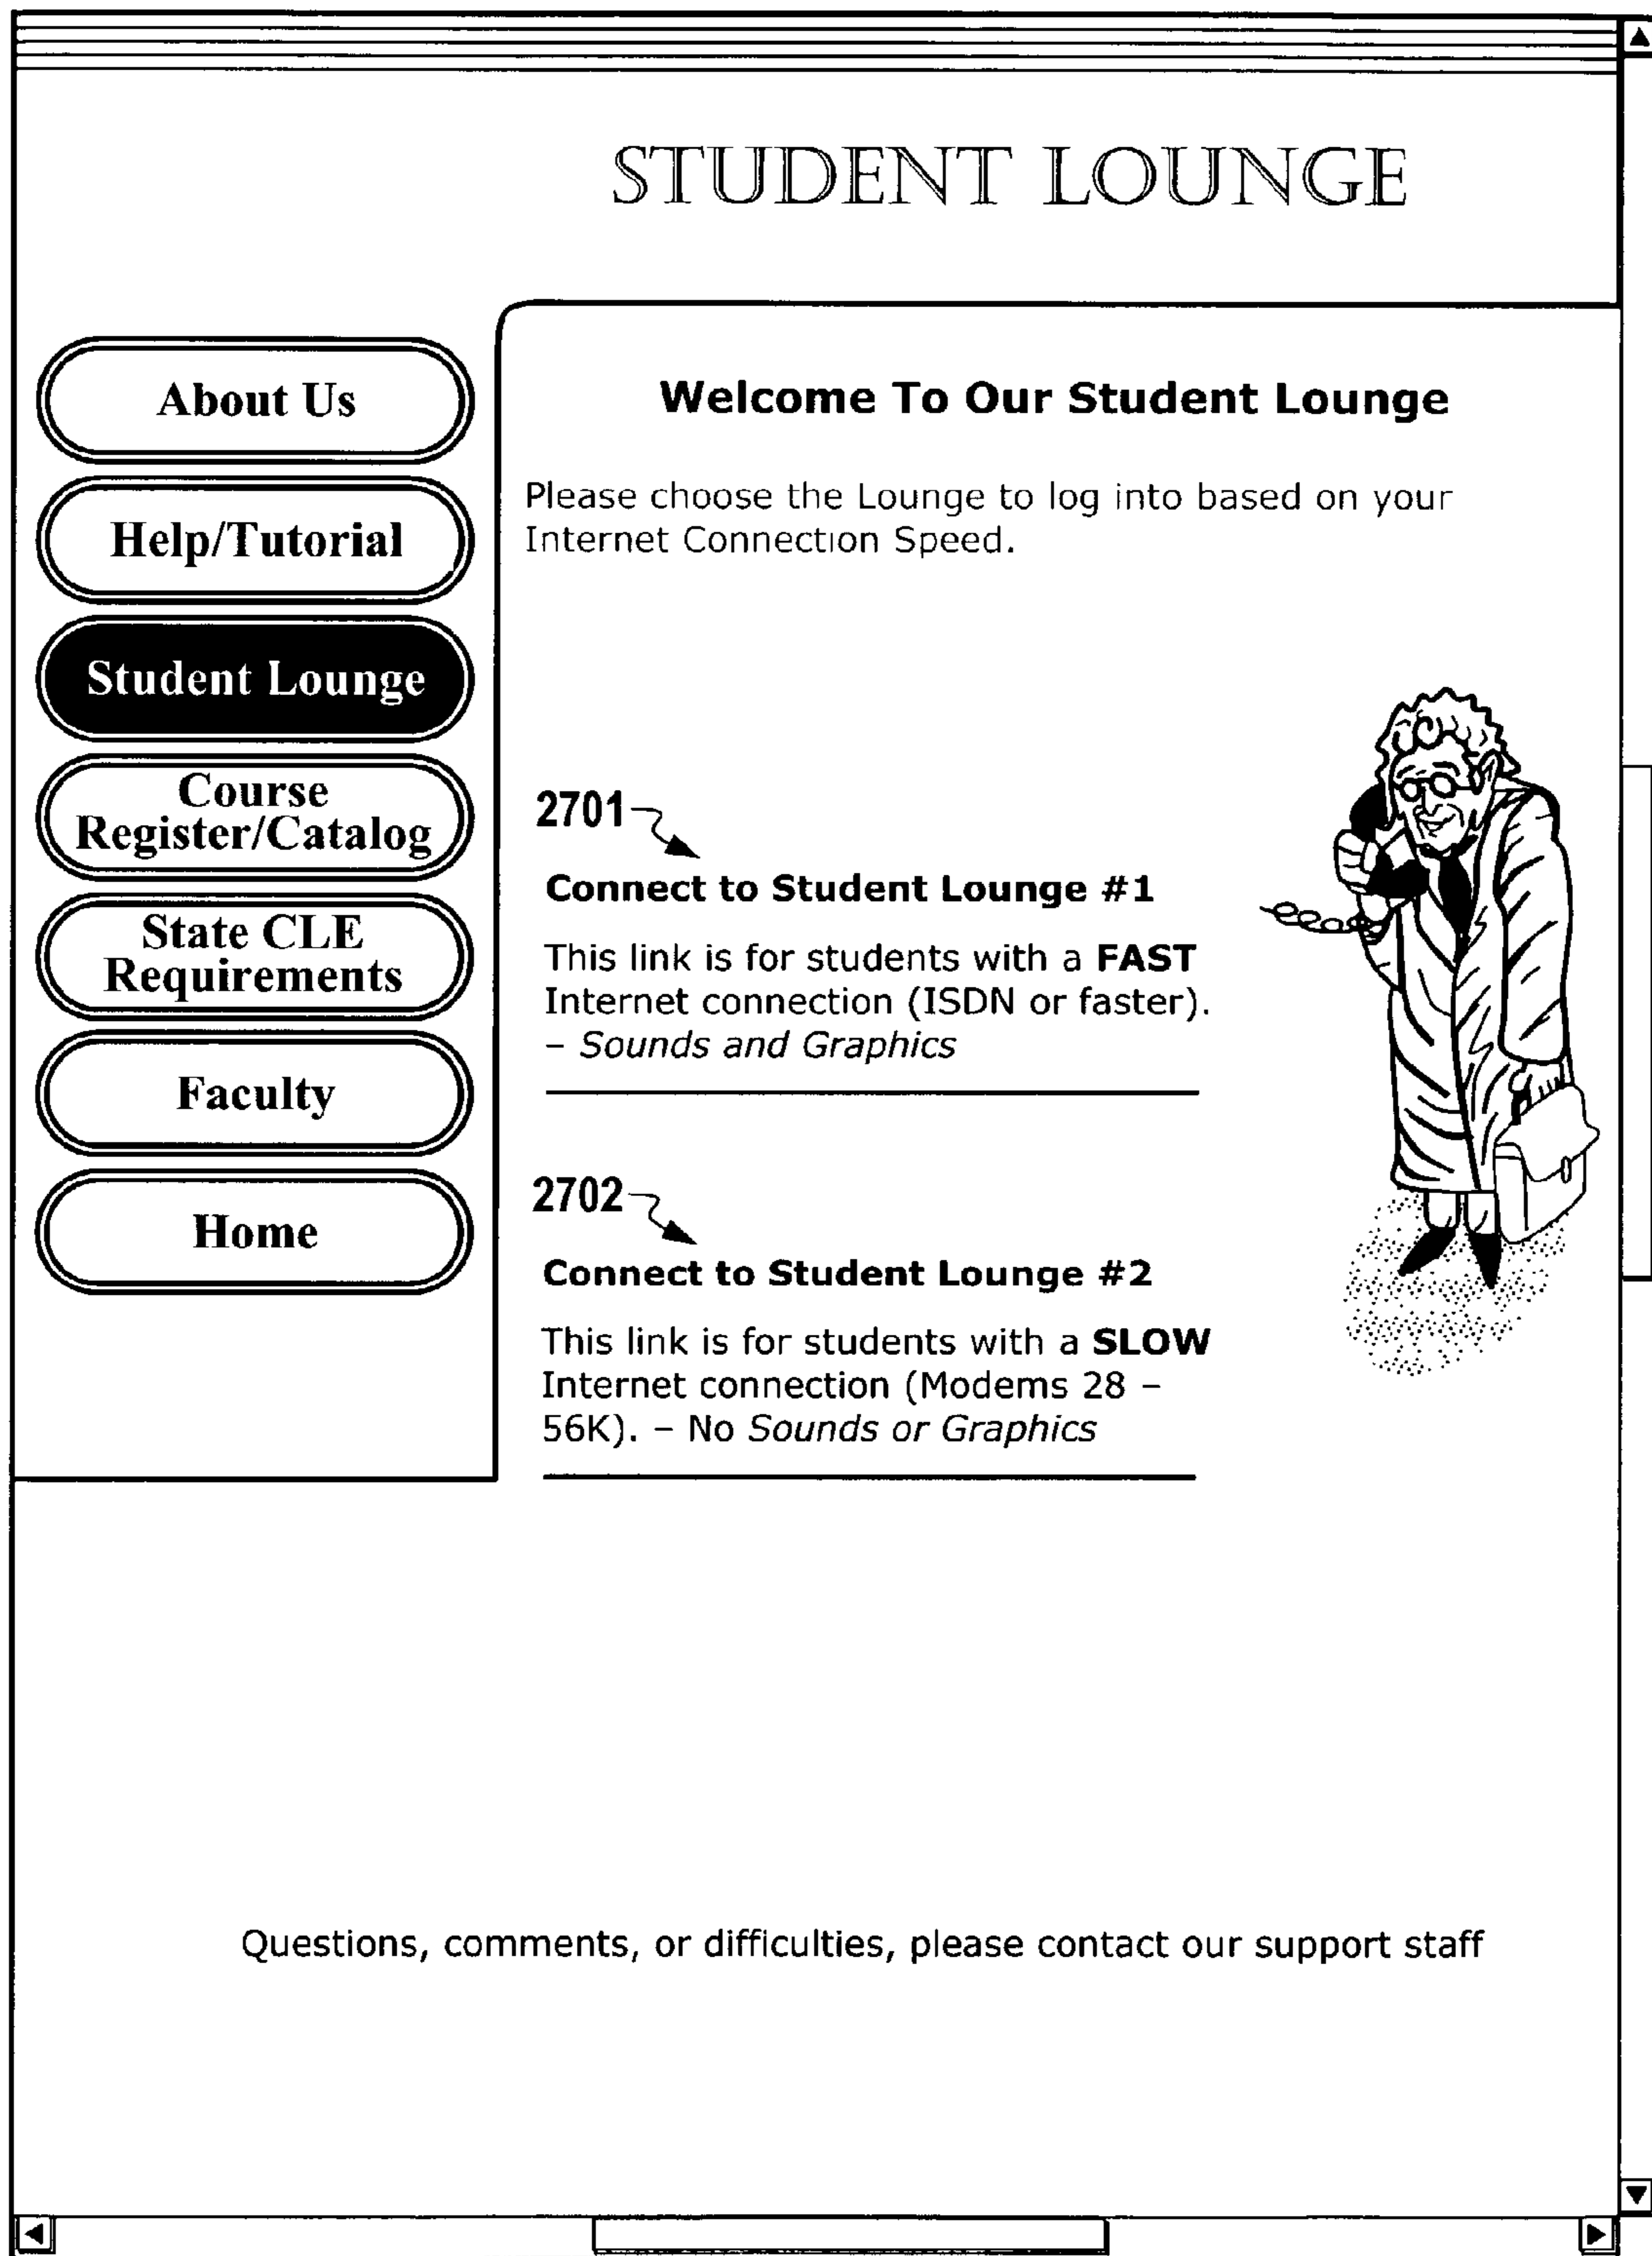 STUDENT LOUNGE
About Us
Help/Tutorial
Student Lounge
Course
Register/Catalog
State CLE
Requirements
Faculty
Home
Welcome To Our Student Lounge
Please choose the Lounge to log into based on your
Internet Connection Speed.
2701
Connect to Student Lounge #1
This link is for students with a FAST
Internet connection (ISDN or faster).
– Sounds and Graphics
2702
Connect to Student Lounge #2
This link is for students with a SLOW
Internet connection (Modems 28 –
56K). – No Sounds or Graphics
Questions, comments, or difficulties, please contact our support staff